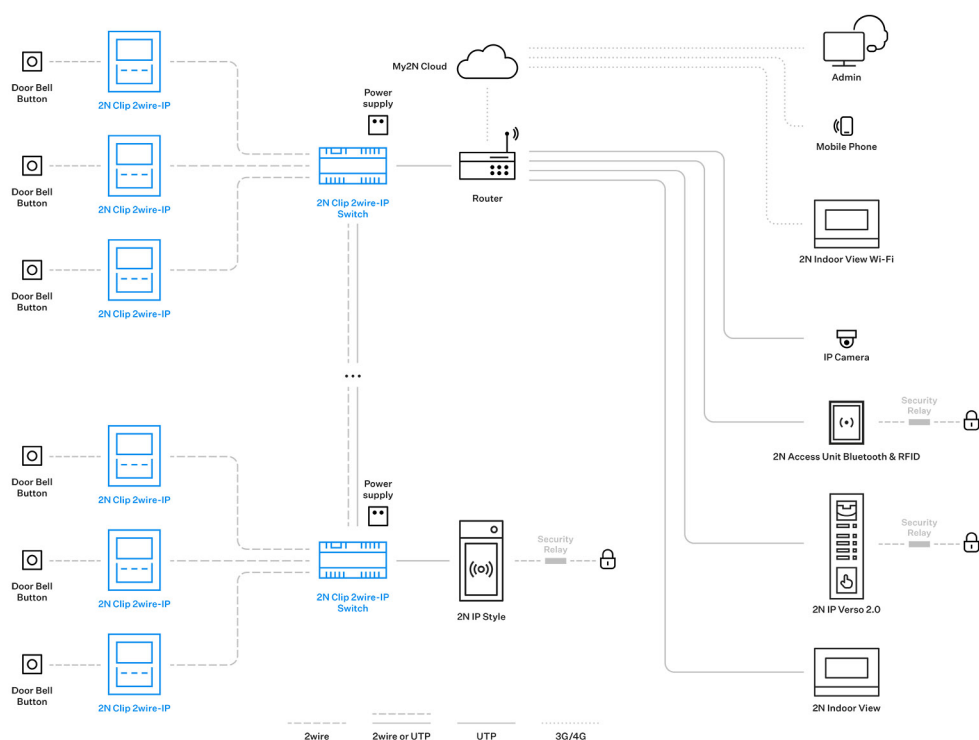 My2N Cloud
Admin
Door Bell
Button
2N Clip 2wire-IP
Power
supply
Mobile Phone
Door Bell
Button
2N Clip 2wire-IP
2N Clip 2wire-IP
Switch
Router
2N Indoor View Wi-Fi
Door Bell
Button
2N Clip 2wire-IP
IP Camera
...
Security
Relay
2N Access Unit Bluetooth & RFID
Door Bell
Button
2N Clip 2wire-IP
Power
supply
Security
Relay
Security
Relay
Door Bell
Button
2N Clip 2wire-IP
2N Clip 2wire-IP
Switch
2N IP Style
2N IP Verso 2.0
Door Bell
Button
2N Clip 2wire-IP
2N Indoor View
2wire
2wire or UTP
UTP
3G/4G